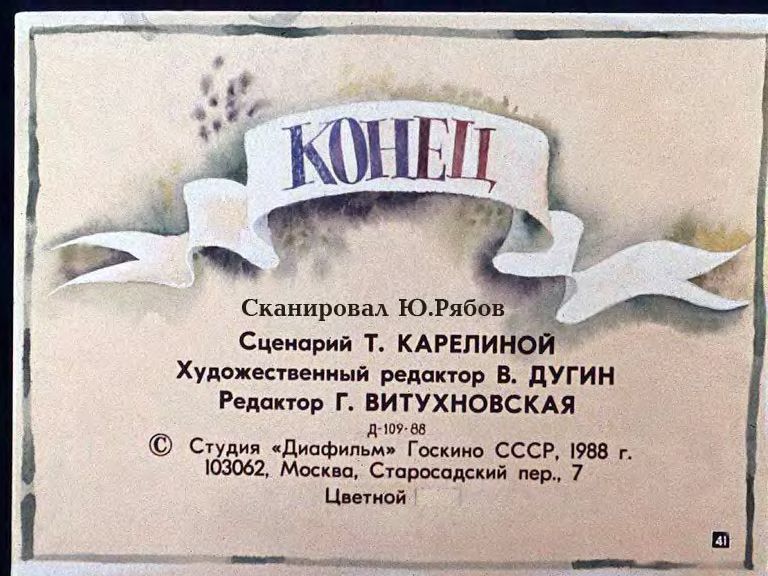 КОНЕЦ
Сканировал Ю.Рябов
Сценарий Т. КАРЕЛИНОЙ
Художественный редактор В. ДУГИН
Редактор Г. ВИТУХНОВСКАЯ
Д-109-88
© Студия «Диафильм» Госкино СССР, 1988 г.
103062, Москва, Старосадский пер., 7
Цветной
41